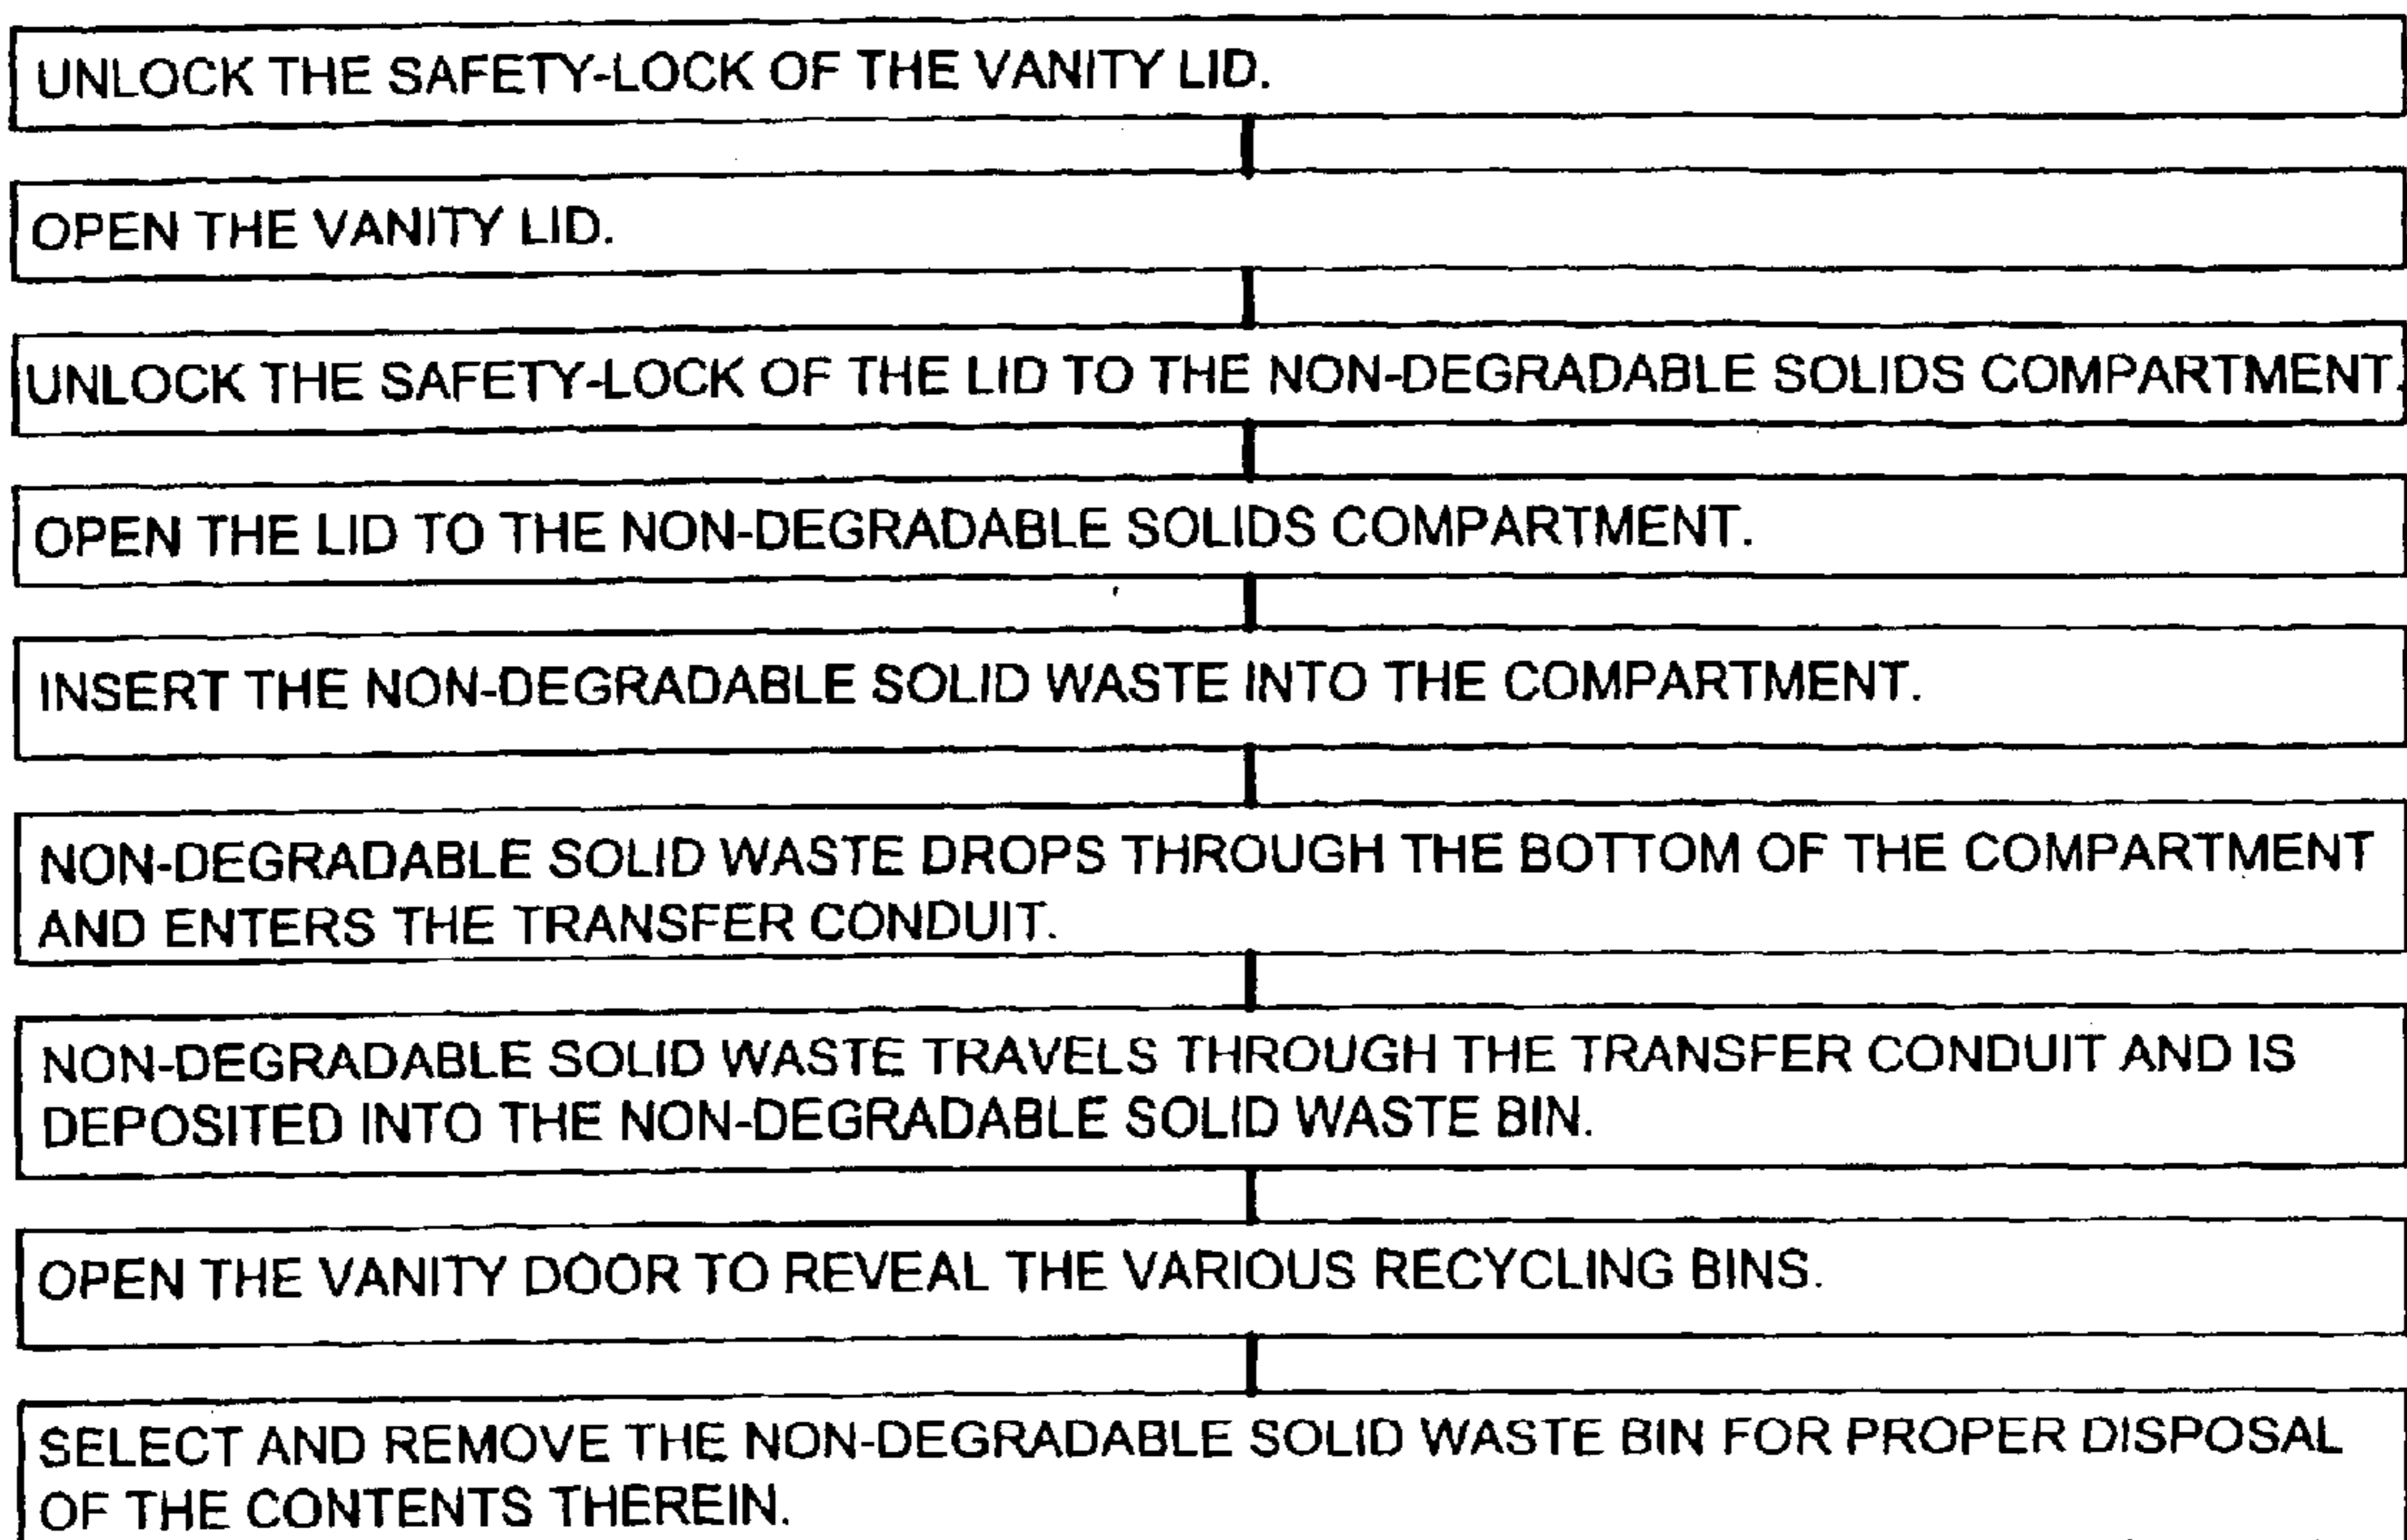 UNLOCK THE SAFETY-LOCK OF THE VANITY LID.
OPEN THE VANITY LID.
UNLOCK THE SAFETY-LOCK OF THE LID TO THE NON-DEGRADABLE SOLIDS COMPARTMENT.
OPEN THE LID TO THE NON-DEGRADABLE SOLIDS COMPARTMENT.
INSERT THE NON-DEGRADABLE SOLID WASTE INTO THE COMPARTMENT.
NON-DEGRADABLE SOLID WASTE DROPS THROUGH THE BOTTOM OF THE COMPARTMENT
AND ENTERS THE TRANSFER CONDUIT.
NON-DEGRADABLE SOLID WASTE TRAVELS THROUGH THE TRANSFER CONDUIT AND IS
DEPOSITED INTO THE NON-DEGRADABLE SOLID WASTE BIN.
OPEN THE VANITY DOOR TO REVEAL THE VARIOUS RECYCLING BINS.
SELECT AND REMOVE THE NON-DEGRADABLE SOLID WASTE BIN FOR PROPER DISPOSAL
OF THE CONTENTS THEREIN.